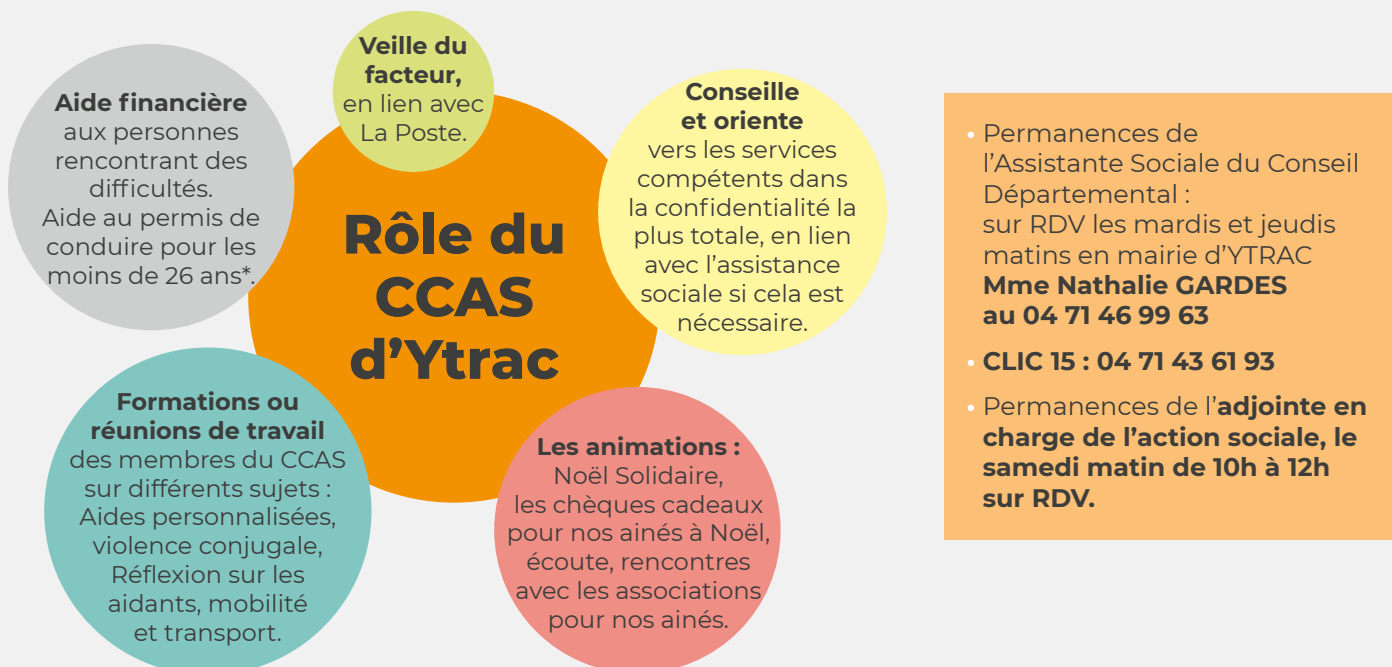 Veille du
facteur,
en lien avec
La Poste.
Aide financière
aux personnes
rencontrant des
difficultés.
Aide au permis de
conduire pour les
moins de 26 ans*.
Conseille
et oriente
vers les services
compétents dans
la confidentialité la
plus totale, en lien
avec l’assistance
sociale si cela est
nécessaire.
Rôle du
CCAS
d’Ytrac
Formations ou
réunions de travail
des membres du CCAS
sur différents sujets :
Aides personnalisées,
violence conjugale,
Réflexion sur les
aidants, mobilité
et transport.
Les animations :
Noël Solidaire,
les chèques cadeaux
pour nos ainés à Noël,
écoute, rencontres
avec les associations
pour nos ainés.
• Permanences de
l’Assistante Sociale du Conseil
Départemental :
sur RDV les mardis et jeudis
matins en mairie d’YTRAC
Mme Nathalie GARDES
au 04 71 46 99 63
• CLIC 15 : 04 71 43 61 93
• Permanences de l’adjointe en
charge de l’action sociale, le
samedi matin de 10h à 12h
sur RDV.